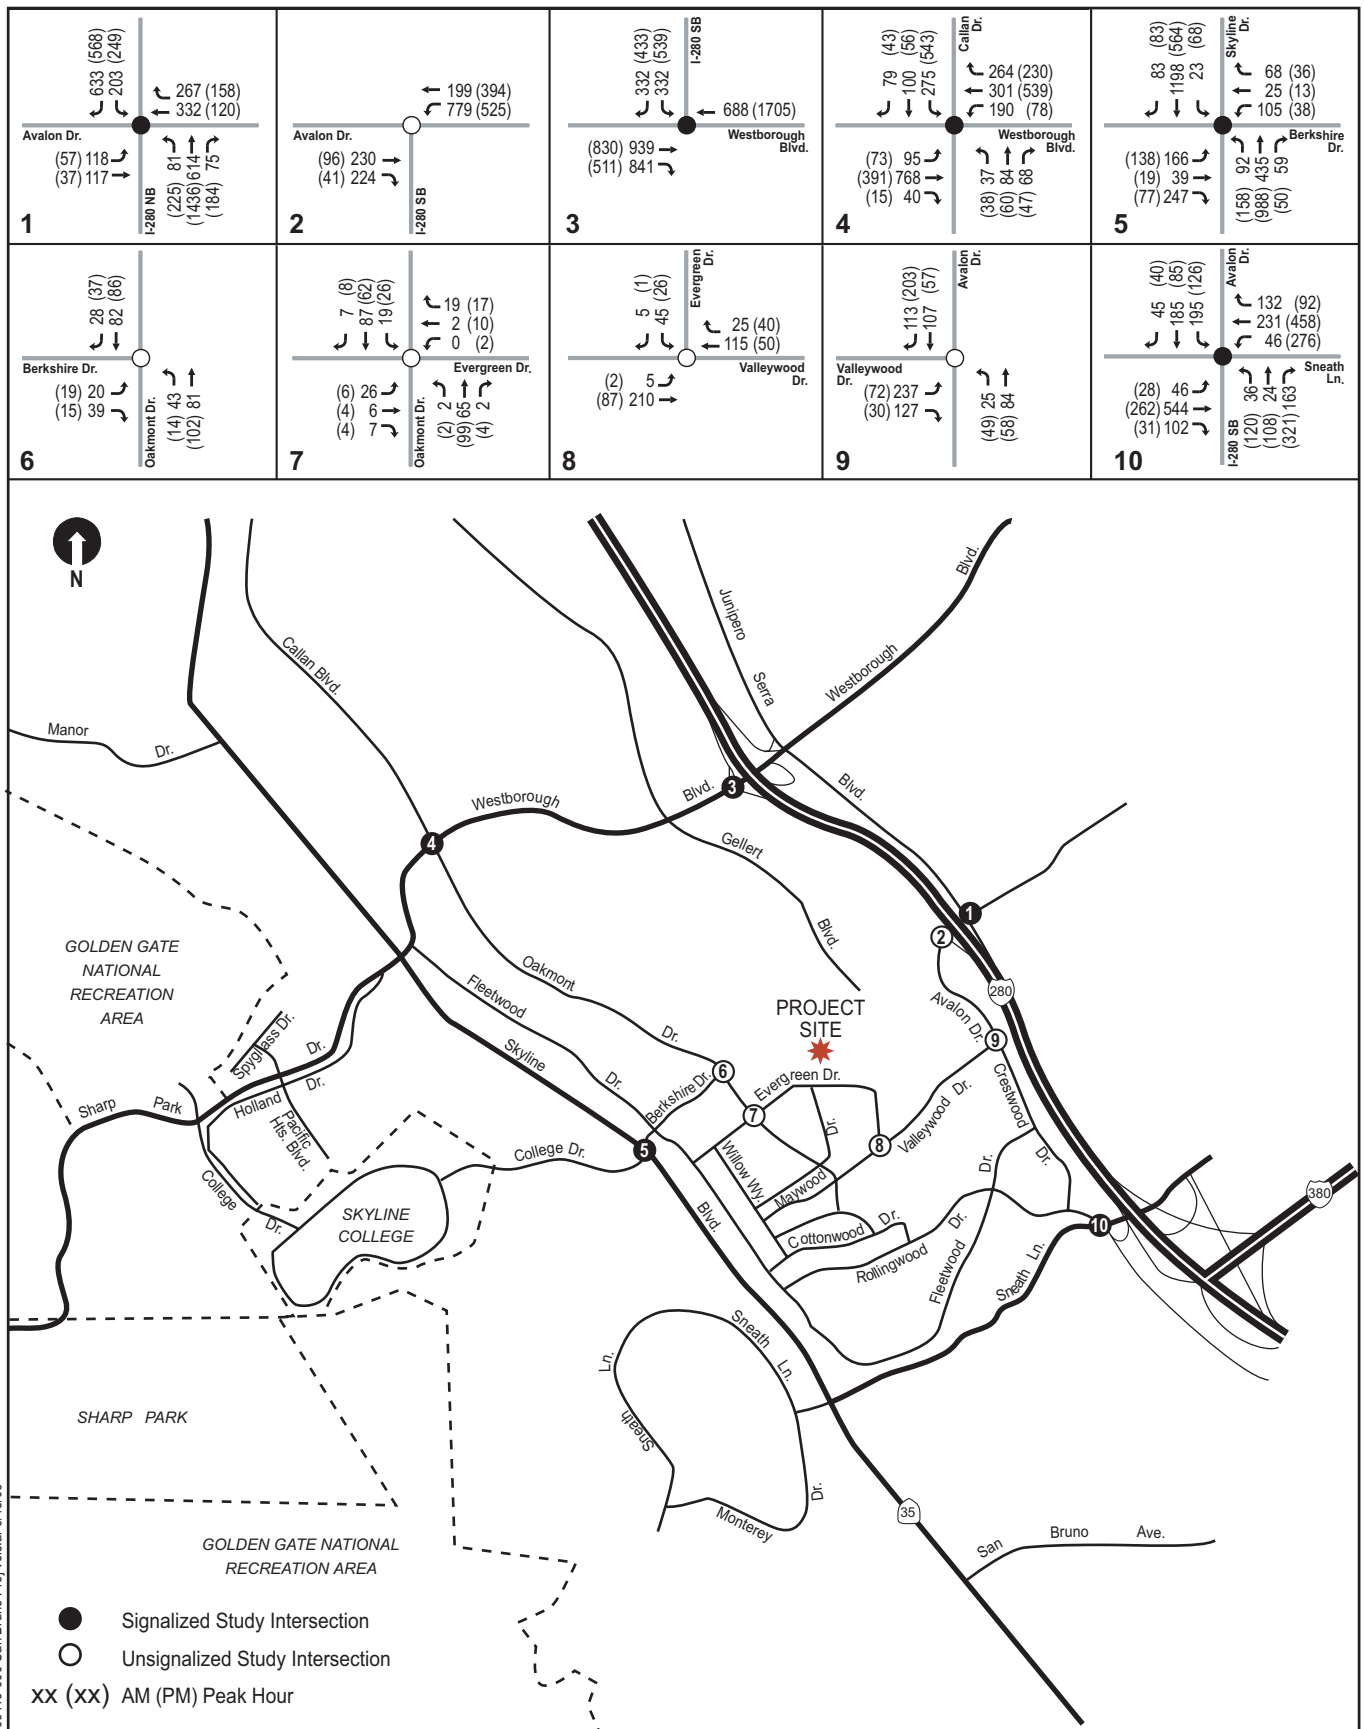 633 (568)
203 (249)
267 (158)
332 (120)
Avalon Dr.
(57) 118
(37) 117
I-280 NB
(225) 81
(1436) 614
(184) 75
1
199 (394)
779 (525)
Avalon Dr.
(96) 230
(41) 224
I-280 SB
2
332 (433)
332 (539)
I-280 SB
688 (1705)
Westborough
Blvd.
(830) 939
(511) 841
3
79 (43)
100 (56)
275 (543)
Callan
Dr.
264 (230)
301 (539)
190 (78)
Westborough
Blvd.
(73) 95
(391) 768
(15) 40
(38) 37
(60) 84
(47) 68
4
83 (83)
1198 (564)
23 (68)
Skyline
Dr.
68 (36)
25 (13)
105 (38)
Berkshire
Dr.
(138) 166
(19) 39
(77) 247
(158) 92
(988) 435
(50) 59
5
28 (37)
82 (86)
Berkshire Dr.
(19) 20
(15) 39
Oakmont Dr.
(14) 43
(102) 81
6
7 (8)
87 (62)
19 (26)
19 (17)
2 (10)
0 (2)
Evergreen Dr.
(6) 26
(4) 6
(4) 7
Oakmont Dr.
(2) 2
(99) 65
(4) 2
7
5 (1)
45 (26)
Evergreen
Dr.
25 (40)
115 (50)
Valleywood
Dr.
(2) 5
(87) 210
8
113 (203)
107 (57)
Avalon
Dr.
Valleywood
Dr.
(72) 237
(30) 127
(49) 25
(58) 84
9
45 (40)
185 (85)
195 (126)
Avalon
Dr.
132 (92)
231 (458)
46 (276)
Sneath
Ln.
(28) 46
(262) 544
(31) 102
I-280 SB
(120) 36
(108) 24
(321) 163
10
N
Callan Blvd.
Junipero
Serra
Blvd.
Westborough
Blvd.
Manor
Dr.
Westborough
Blvd.
3
4
Gellert
Blvd.
1
2
280
GOLDEN GATE
NATIONAL
RECREATION
AREA
Oakmont
Dr.
Fleetwood
Dr.
Skyline
Blvd.
PROJECT
SITE
Avalon Dr.
9
Spyglass Dr.
Dr.
Dr.
Sharp
Park
Holland
Pacific
Hts. Blvd.
College
Dr.
College Dr.
Berkshire Dr.
6
Evergreen Dr.
7
5
8
Dr.
Valleywood Dr.
Crestwood
Dr.
Willow Wy.
Maywood
Cottonwood
Dr.
Rollingwood
Dr.
Fleetwood
Dr.
Sneath Ln.
10
380
SKYLINE
COLLEGE
Sneath
Ln.
Ln.
Sneath
Monterey
Dr.
SHARP PARK
35
San
Bruno
Ave.
GOLDEN GATE NATIONAL
RECREATION AREA
Signalized Study Intersection
Unsignalized Study Intersection
xx (xx) AM (PM) Peak Hour